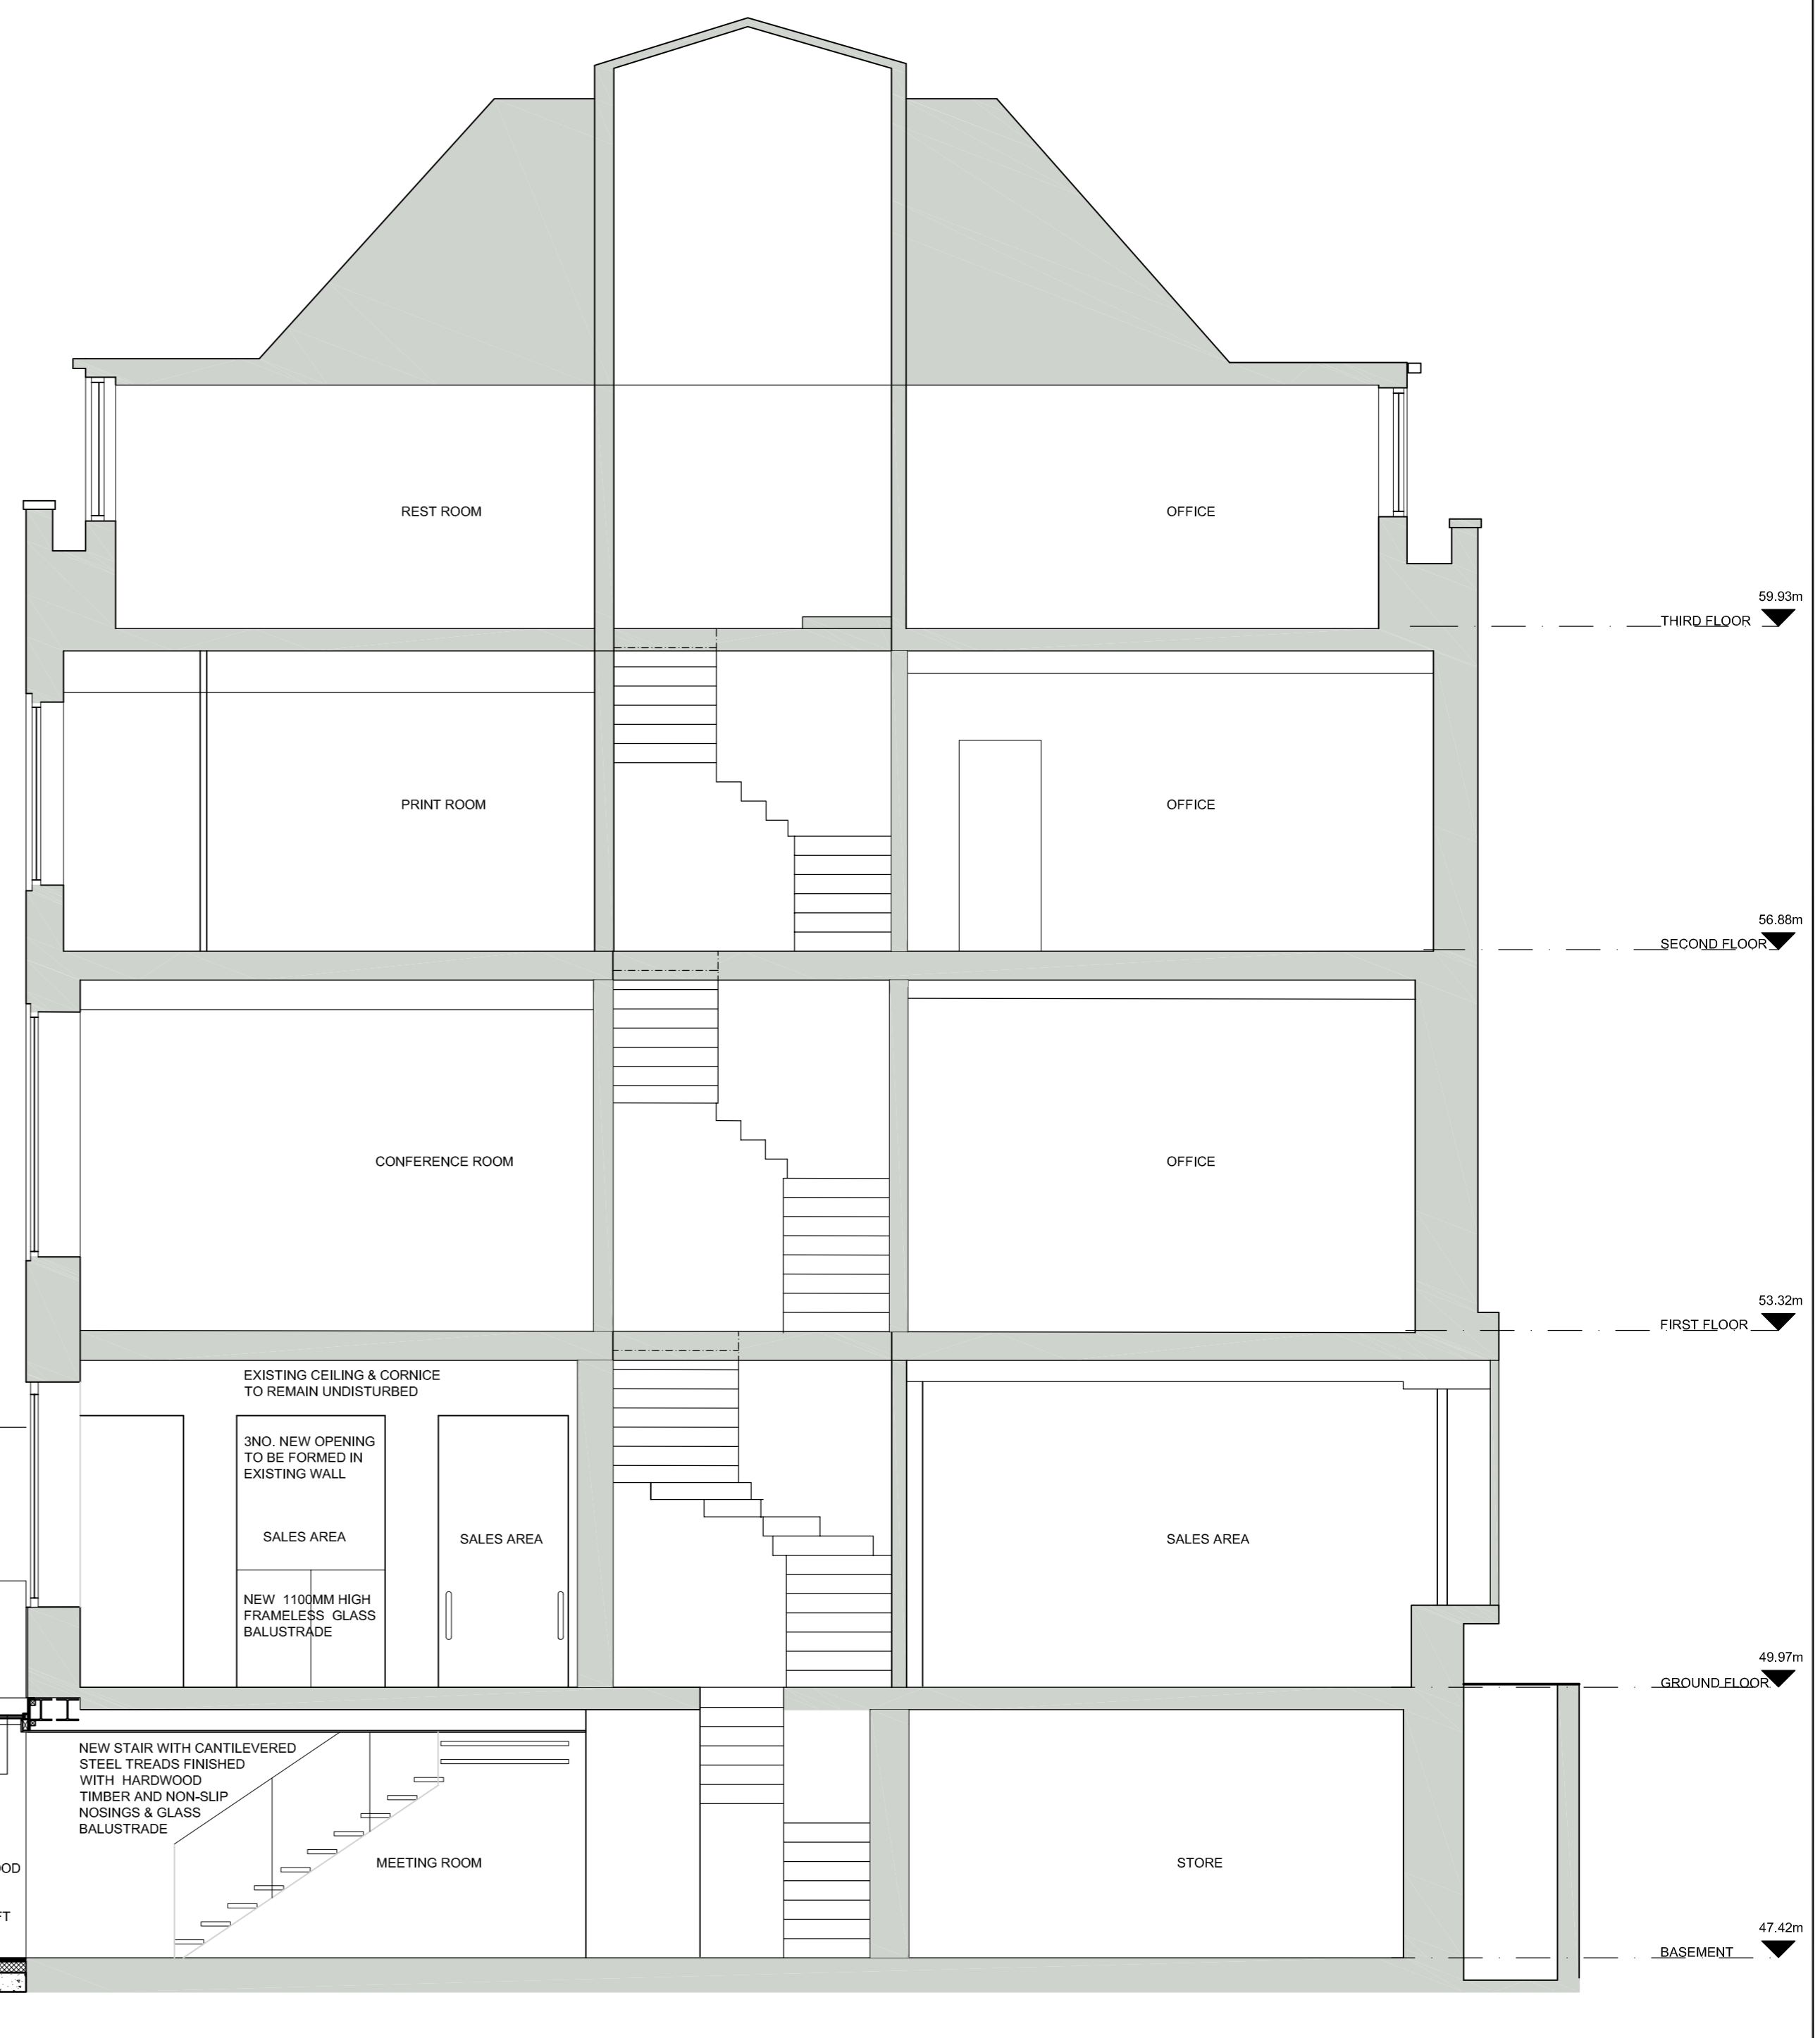 REST ROOM
OFFICE
59.93m
THIRD FLOOR
PRINT ROOM
OFFICE
56.88m
SECOND FLOOR
CONFERENCE ROOM
OFFICE
53.32m
FIRST FLOOR
EXISTING CEILING & CORNICE
TO REMAIN UNDISTURBED
3NO. NEW OPENING
TO BE FORMED IN
EXISTING WALL
SALES AREA
SALES AREA
SALES AREA
NEW 1100MM HIGH
FRAMELESS GLASS
BALUSTRADE
49.97m
GROUND FLOOR
NEW STAIR WITH CANTILEVERED
STEEL TREADS FINISHED
WITH HARDWOOD
TIMBER AND NON-SLIP
NOSINGS & GLASS
BALUSTRADE
MEETING ROOM
STORE
47.42m
BASEMENT